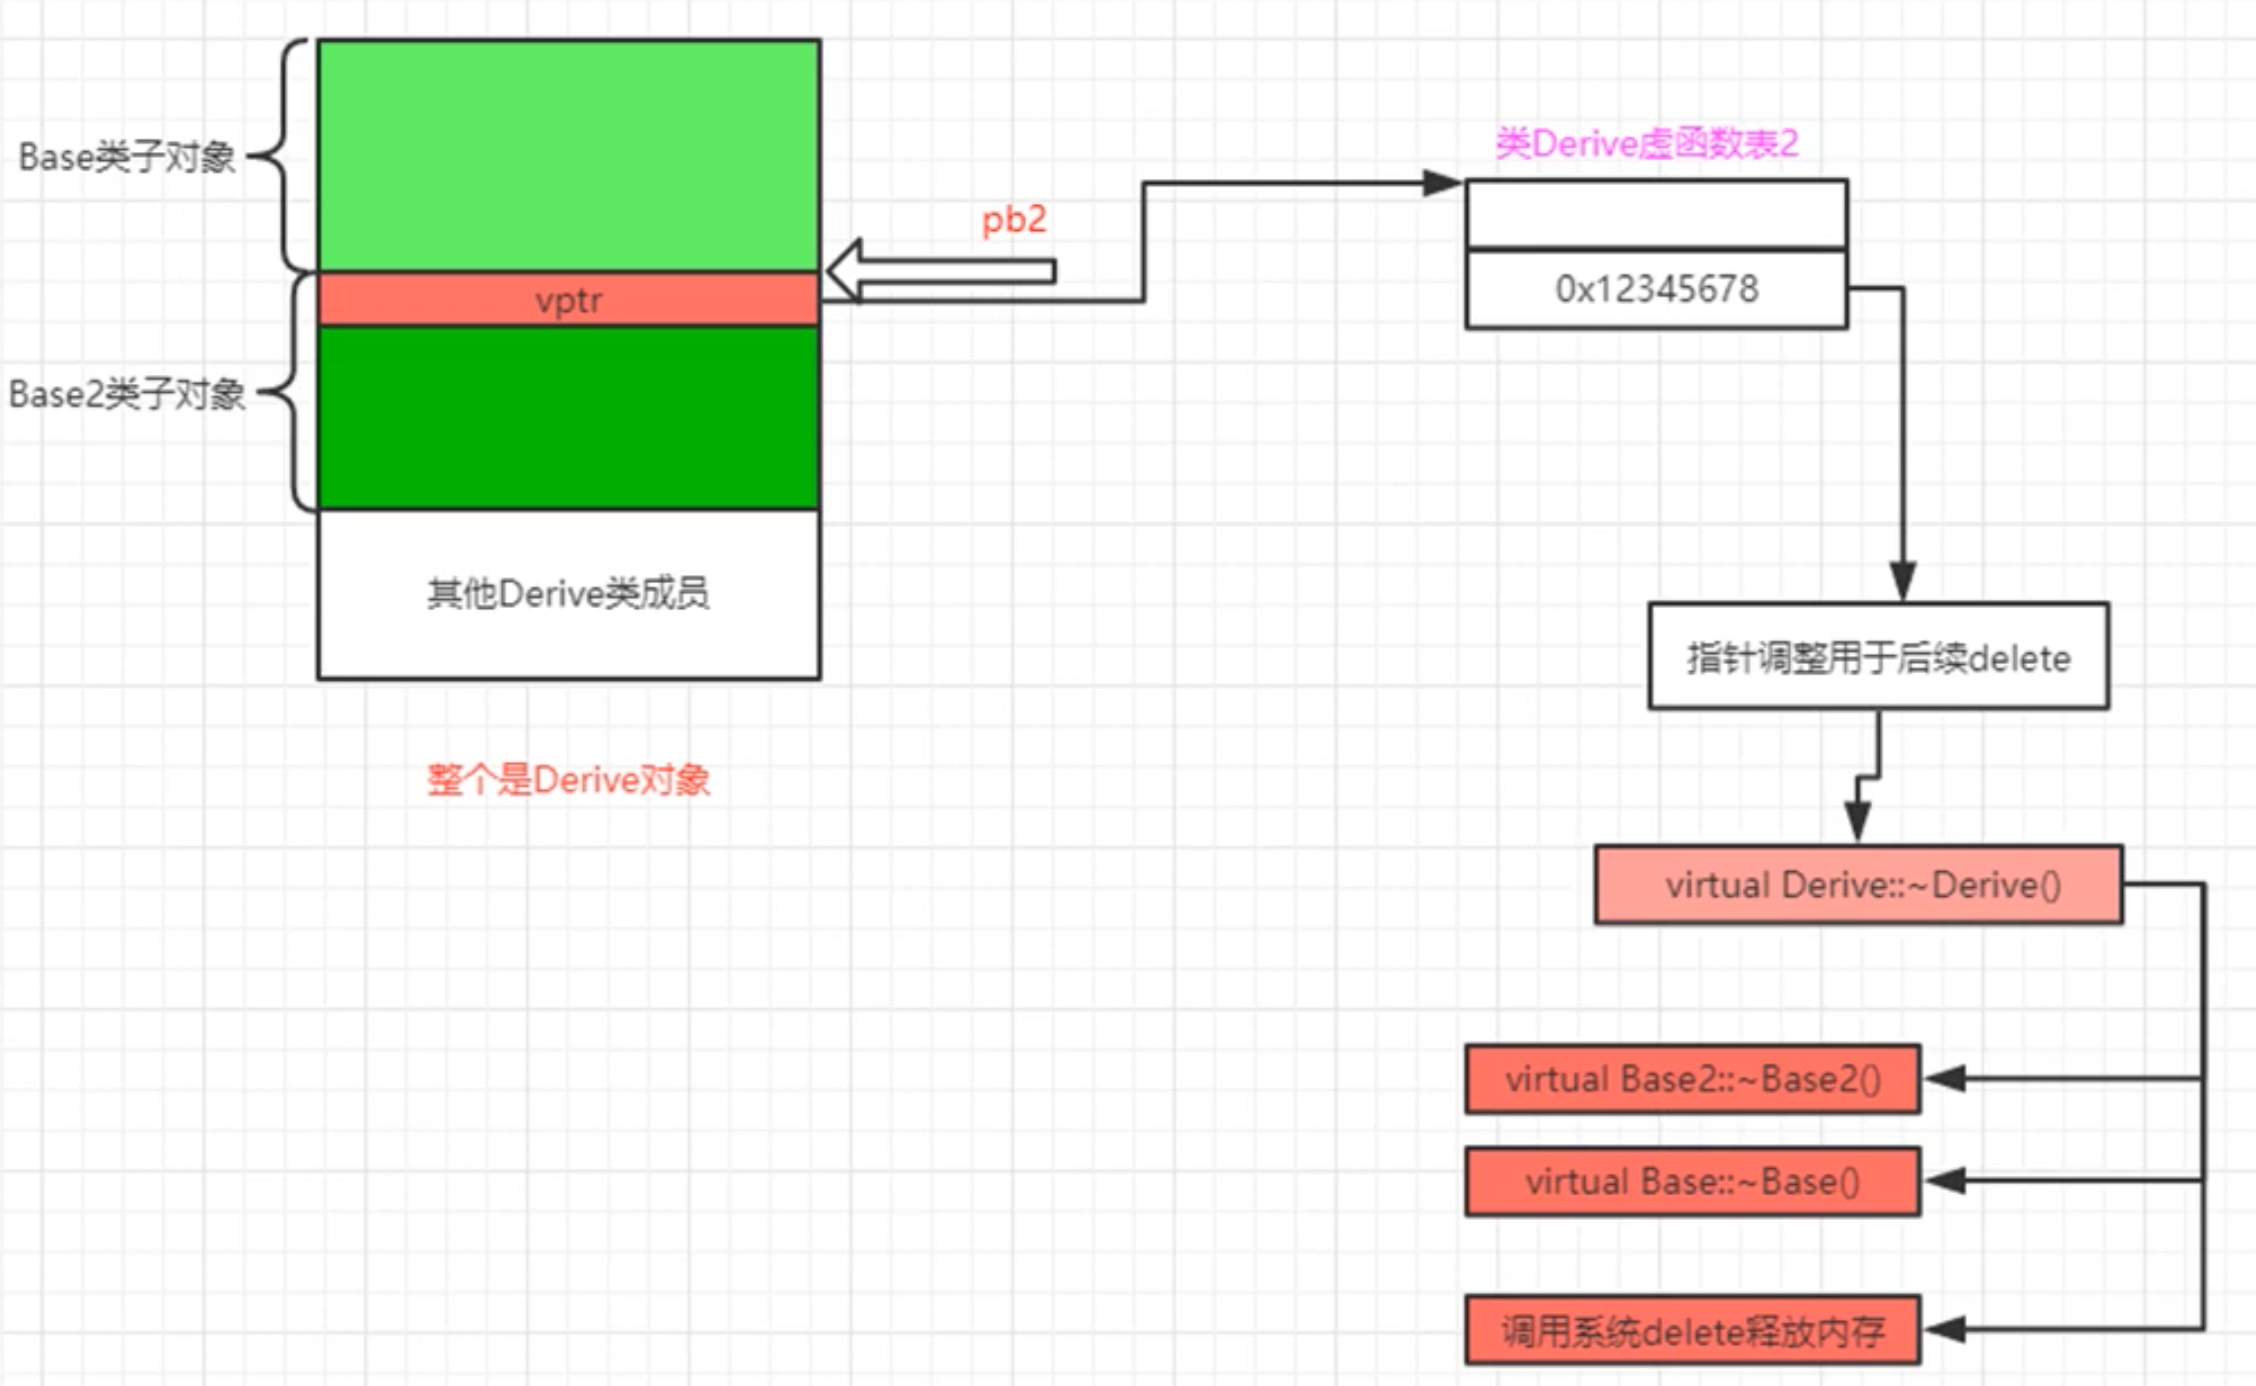 Base类子对象
vptr
Base2类子对象
其他Derive类成员
整个是Derive对象
pb2
类Derive虚函数表2
0x12345678
指针调整用于后续delete
virtual Derive::~Derive()
virtual Base2::~Base2()
virtual Base::~Base()
调用系统delete释放内存